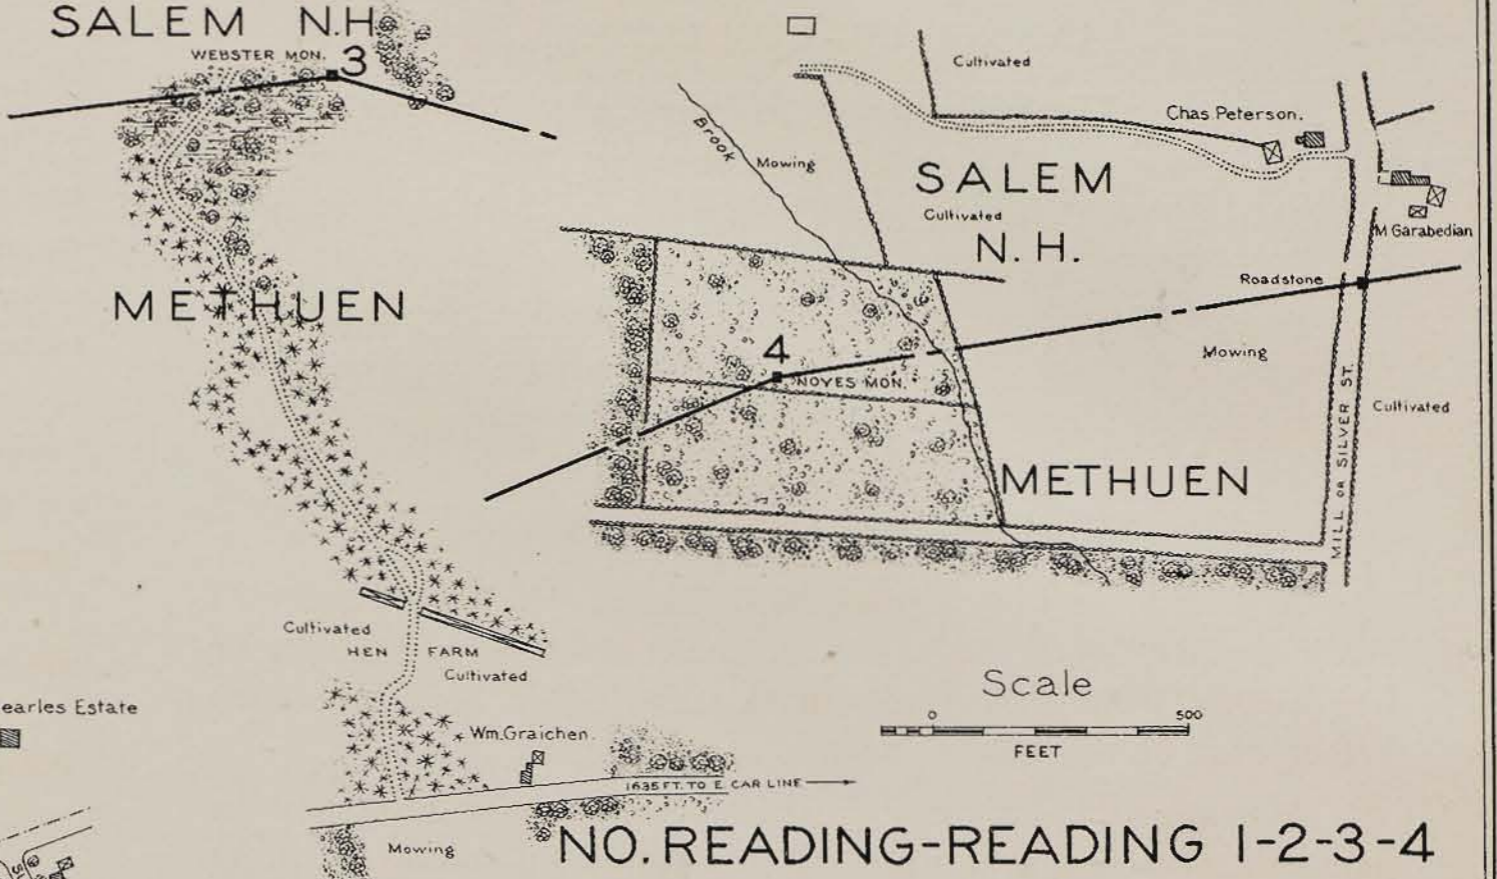 SALEM N.H.
WEBSTER MON.
3
METHUEN
Cultivated
HEN FARM
Cultivated
earles Estate
Wm. Graichen.
1635 FT. TO E. CAR LINE
Mowing
Cultivated
Chas. Peterson.
Brook
Mowing
SALEM
Cultivated
N. H.
M Garabedian
Roadstone
Mowing
4
NOYES MON.
Cultivated
MILL OR SILVER ST.
METHUEN
Scale
0 500
FEET
NO. READING-READING 1-2-3-4